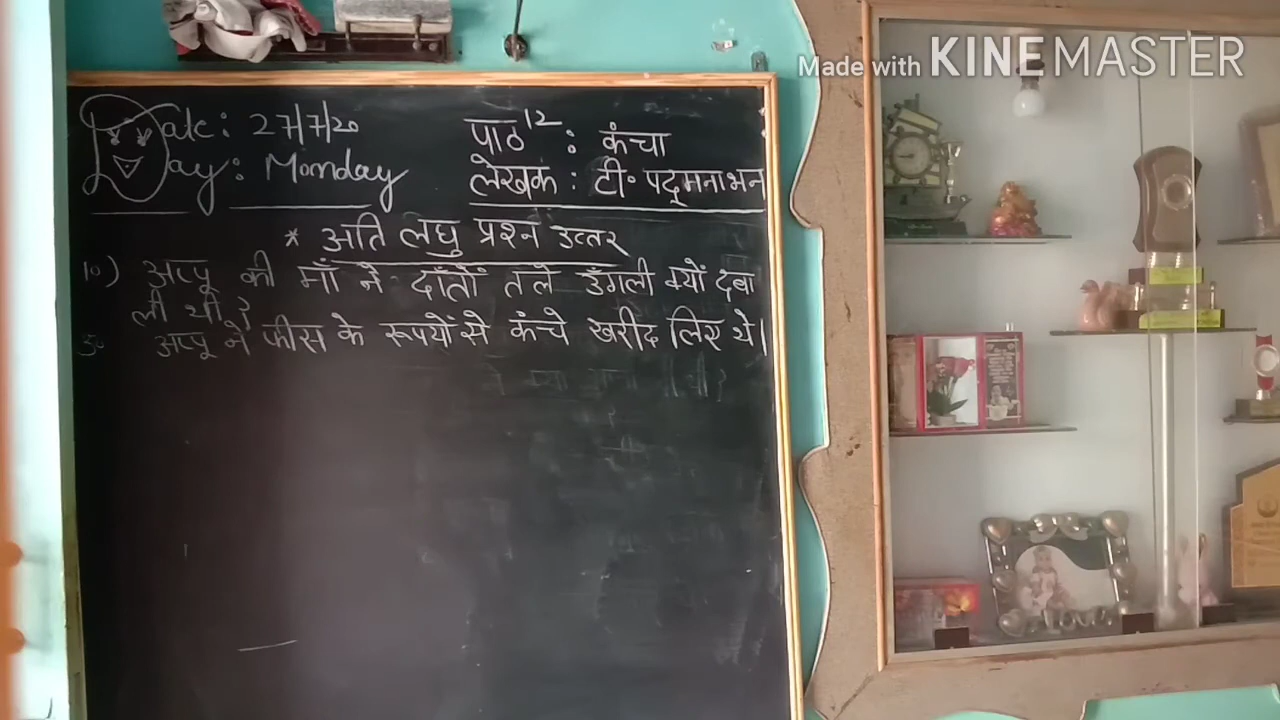 Made with KINEMASTER
Date: 27/7/20
Day: Monday
पाठ 12 : कंचा
लेखक : टी॰ पद्मनाभन
* अति लघु प्रश्न उत्तर
10) अप्पू की माँ ने दाँतों तले उँगली क्यों दबा
ली थी ?
उ॰ अप्पू ने फीस के रूपयों से कंचे खरीद लिए थे।